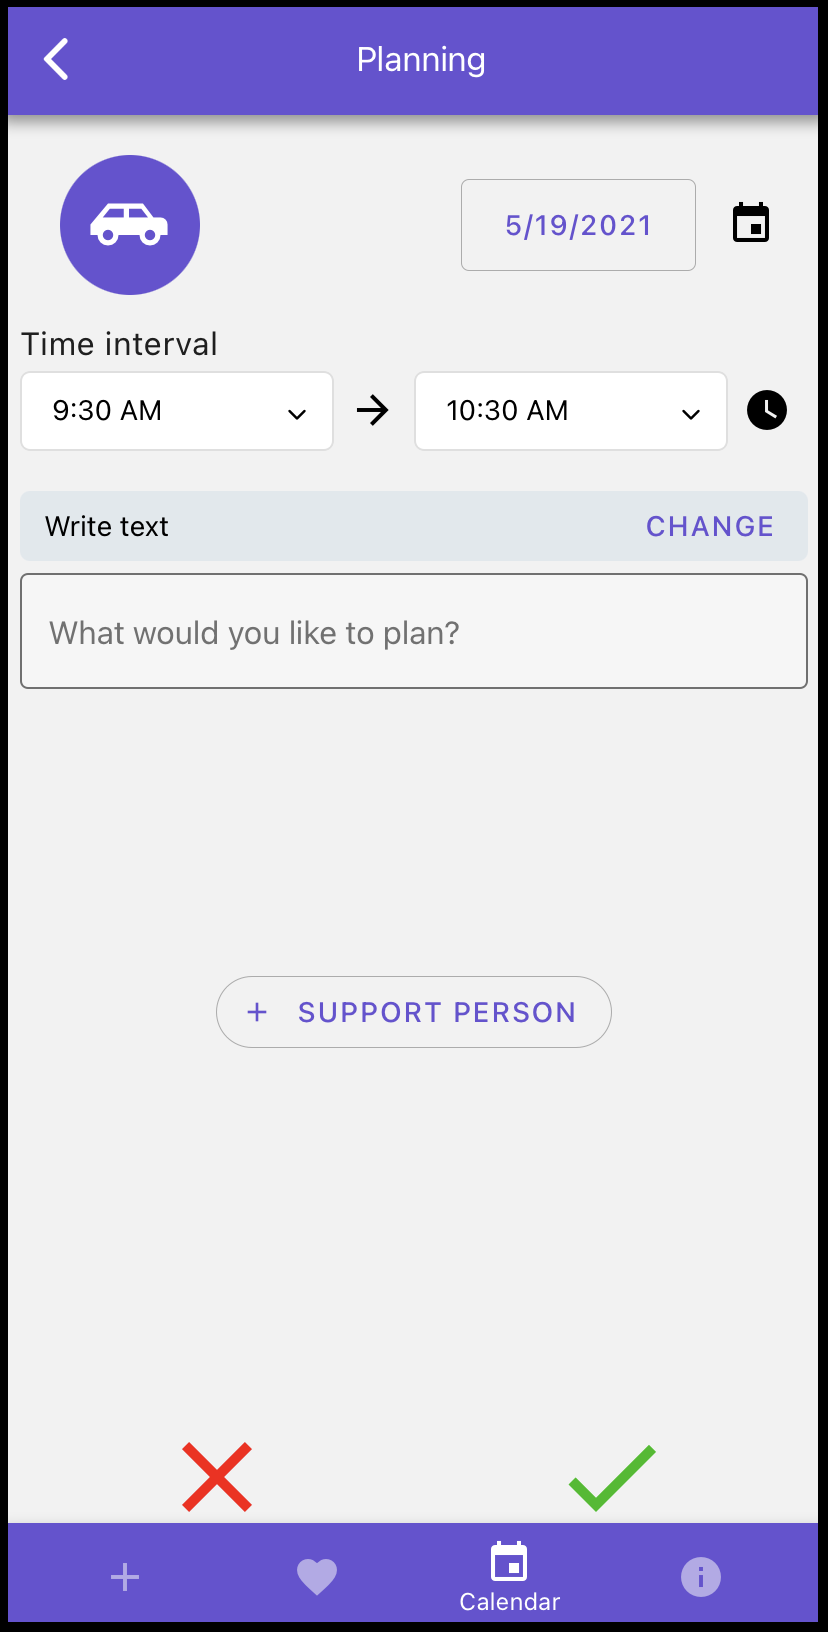 Planning
5/19/2021
Time interval
9:30 AM
10:30 AM
Write text
CHANGE
What would you like to plan?
+ SUPPORT PERSON
Calendar